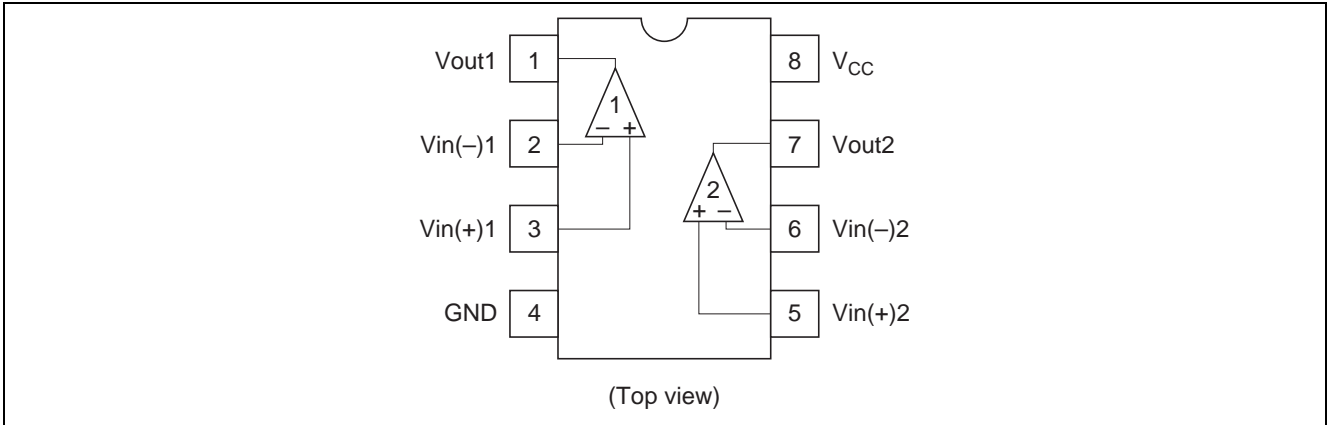 Vout1 1 8 VCC
1
– +
Vin(–)1 2 7 Vout2
2
+ –
Vin(+)1 3 6 Vin(–)2
GND 4 5 Vin(+)2
(Top view)